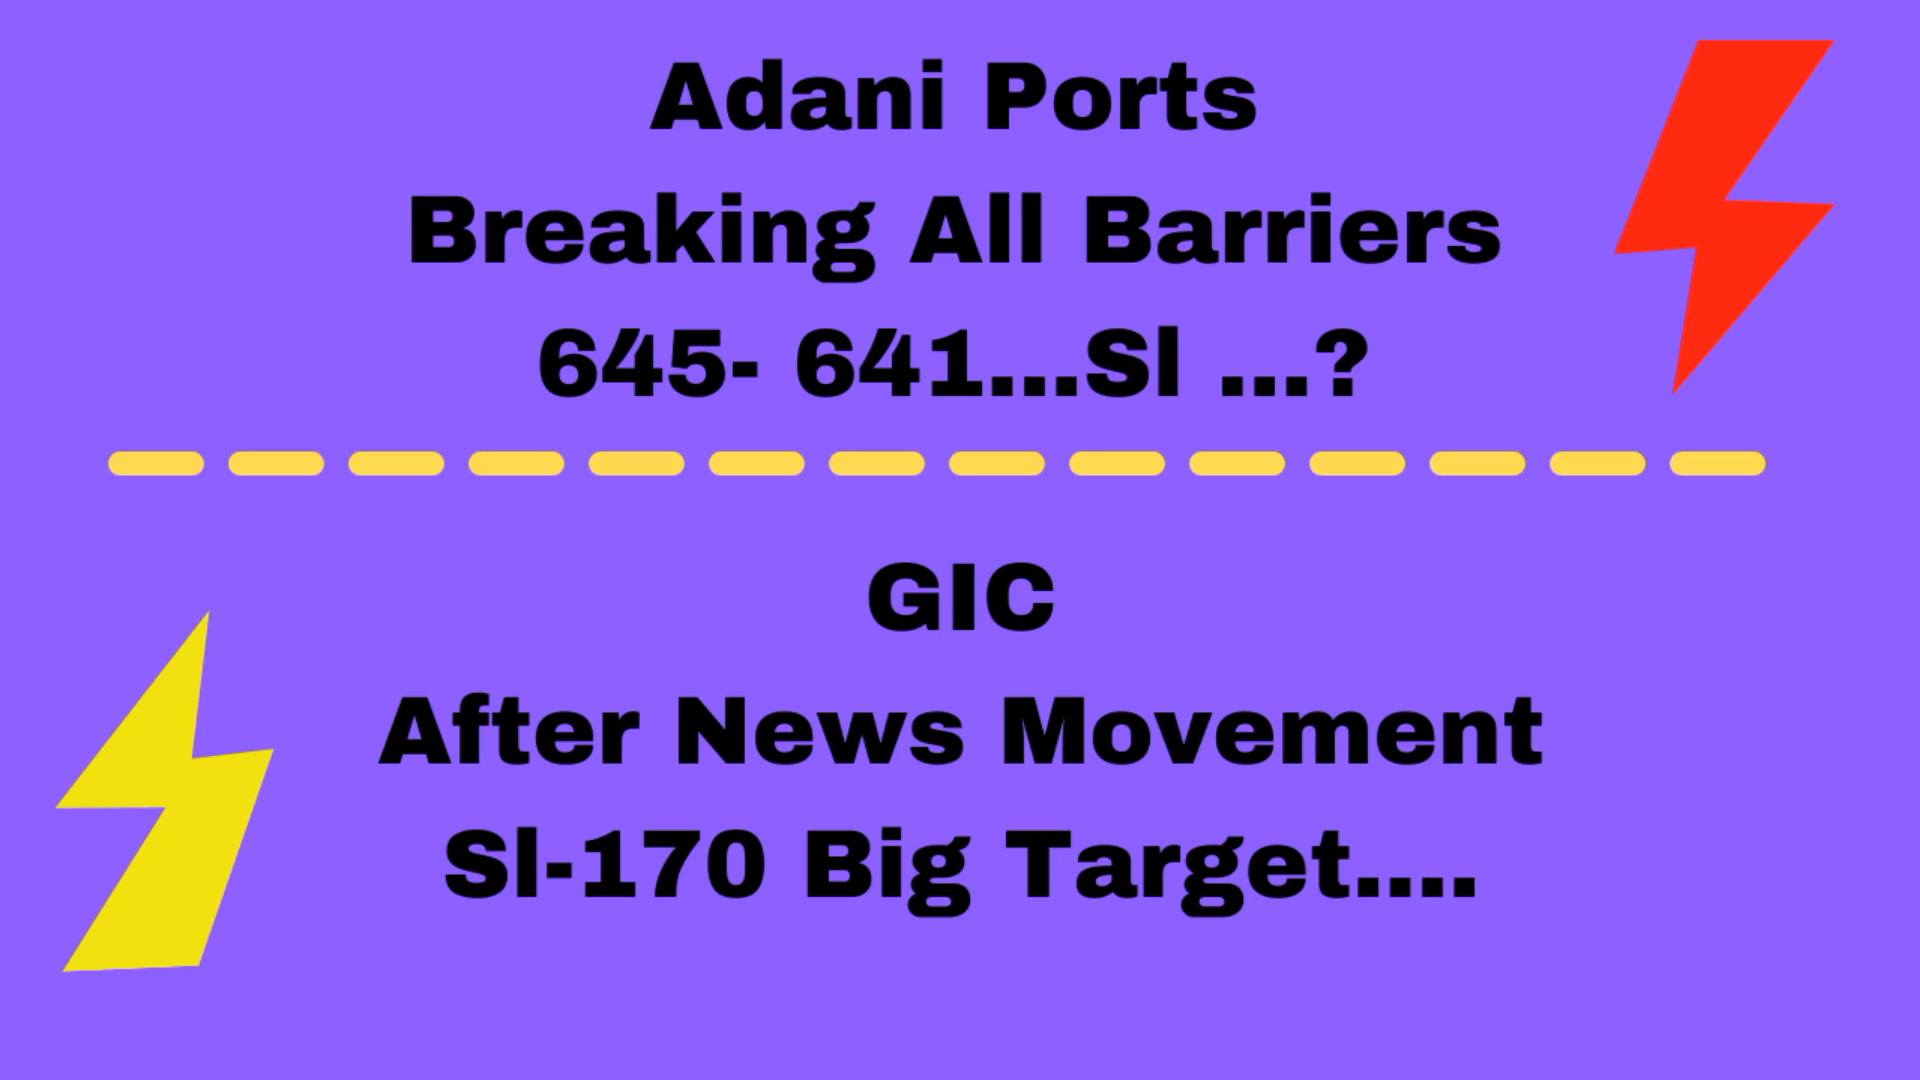 Adani Ports
Breaking All Barriers
645- 641...Sl ...?
GIC
After News Movement
Sl-170 Big Target....